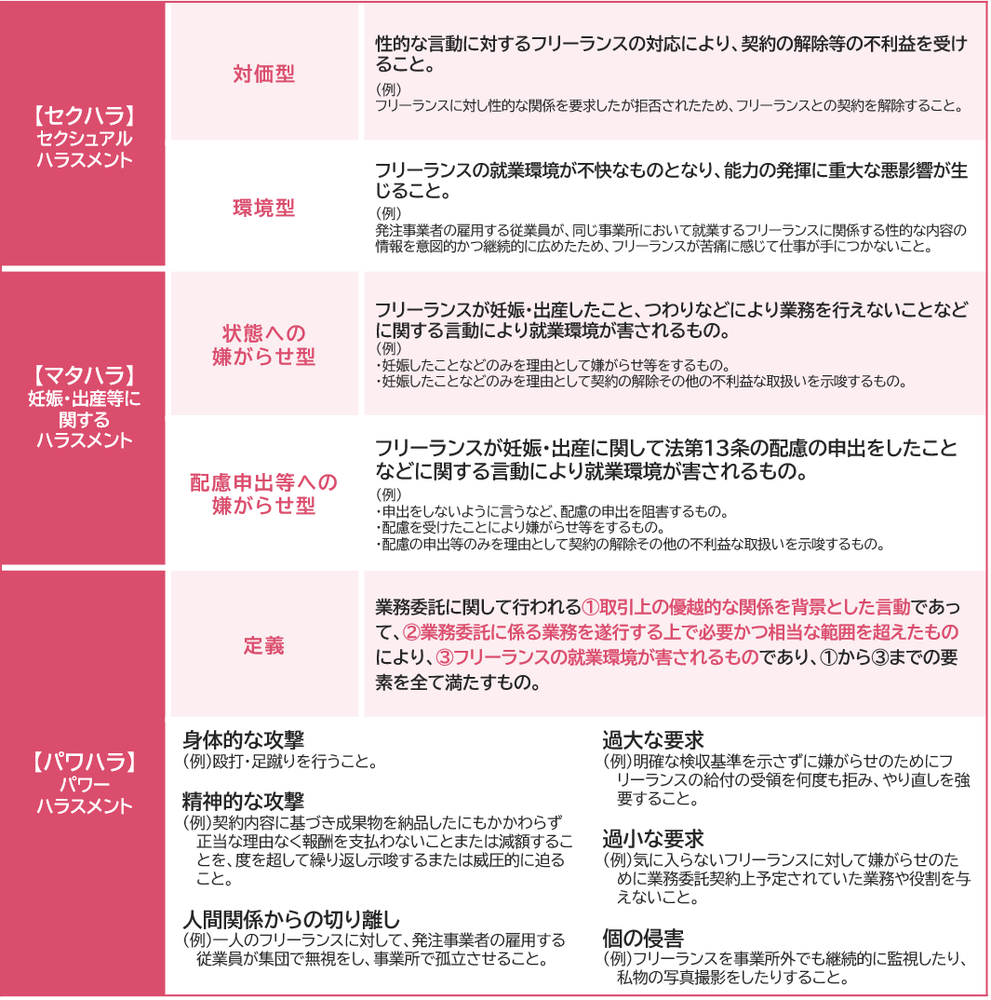 【セクハラ】
セクシュアル
ハラスメント
対価型
性的な言動に対するフリーランスの対応により、契約の解除等の不利益を受け
ること。
(例)
フリーランスに対し性的な関係を要求したが拒否されたため、フリーランスとの契約を解除すること。
環境型
フリーランスの就業環境が不快なものとなり、能力の発揮に重大な悪影響が生
じること。
(例)
発注事業者の雇用する従業員が、同じ事業所において就業するフリーランスに関係する性的な内容の
情報を意図的かつ継続的に広めたため、フリーランスが苦痛に感じて仕事が手につかないこと。
【マタハラ】
妊娠・出産等に
関する
ハラスメント
状態への
嫌がらせ型
フリーランスが妊娠・出産したこと、つわりなどにより業務を行えないことなど
に関する言動により就業環境が害されるもの。
(例)
・妊娠したことなどのみを理由として嫌がらせ等をするもの。
・妊娠したことなどのみを理由として契約の解除その他の不利益な取扱いを示唆するもの。
配慮申出等への
嫌がらせ型
フリーランスが妊娠・出産に関して法第13条の配慮の申出をしたこと
などに関する言動により就業環境が害されるもの。
(例)
・申出をしないように言うなど、配慮の申出を阻害するもの。
・配慮を受けたことにより嫌がらせ等をするもの。
・配慮の申出等のみを理由として契約の解除その他の不利益な取扱いを示唆するもの。
【パワハラ】
パワー
ハラスメント
定義
業務委託に関して行われる①取引上の優越的な関係を背景とした言動であっ
て、②業務委託に係る業務を遂行する上で必要かつ相当な範囲を超えたもの
により、③フリーランスの就業環境が害されるものであり、①から③までの要
素を全て満たすもの。
身体的な攻撃
(例)殴打・足蹴りを行うこと。
精神的な攻撃
(例)契約内容に基づき成果物を納品したにもかかわらず
正当な理由なく報酬を支払わないことまたは減額するこ
とを、度を超して繰り返し示唆するまたは威圧的に迫る
こと。
人間関係からの切り離し
(例)一人のフリーランスに対して、発注事業者の雇用する
従業員が集団で無視をし、事業所で孤立させること。
過大な要求
(例)明確な検収基準を示さずに嫌がらせのためにフ
リーランスの給付の受領を何度も拒み、やり直しを強
要すること。
過小な要求
(例)気に入らないフリーランスに対して嫌がらせのた
めに業務委託契約上予定されていた業務や役割を与
えないこと。
個の侵害
(例)フリーランスを事業所外でも継続的に監視したり、
私物の写真撮影をしたりすること。